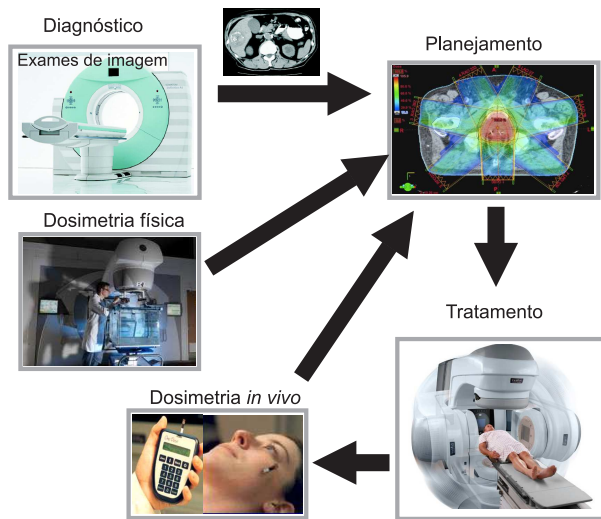 Diagnóstico
Exames de imagem
Planejamento
Dosimetria física
Tratamento
Dosimetria in vivo